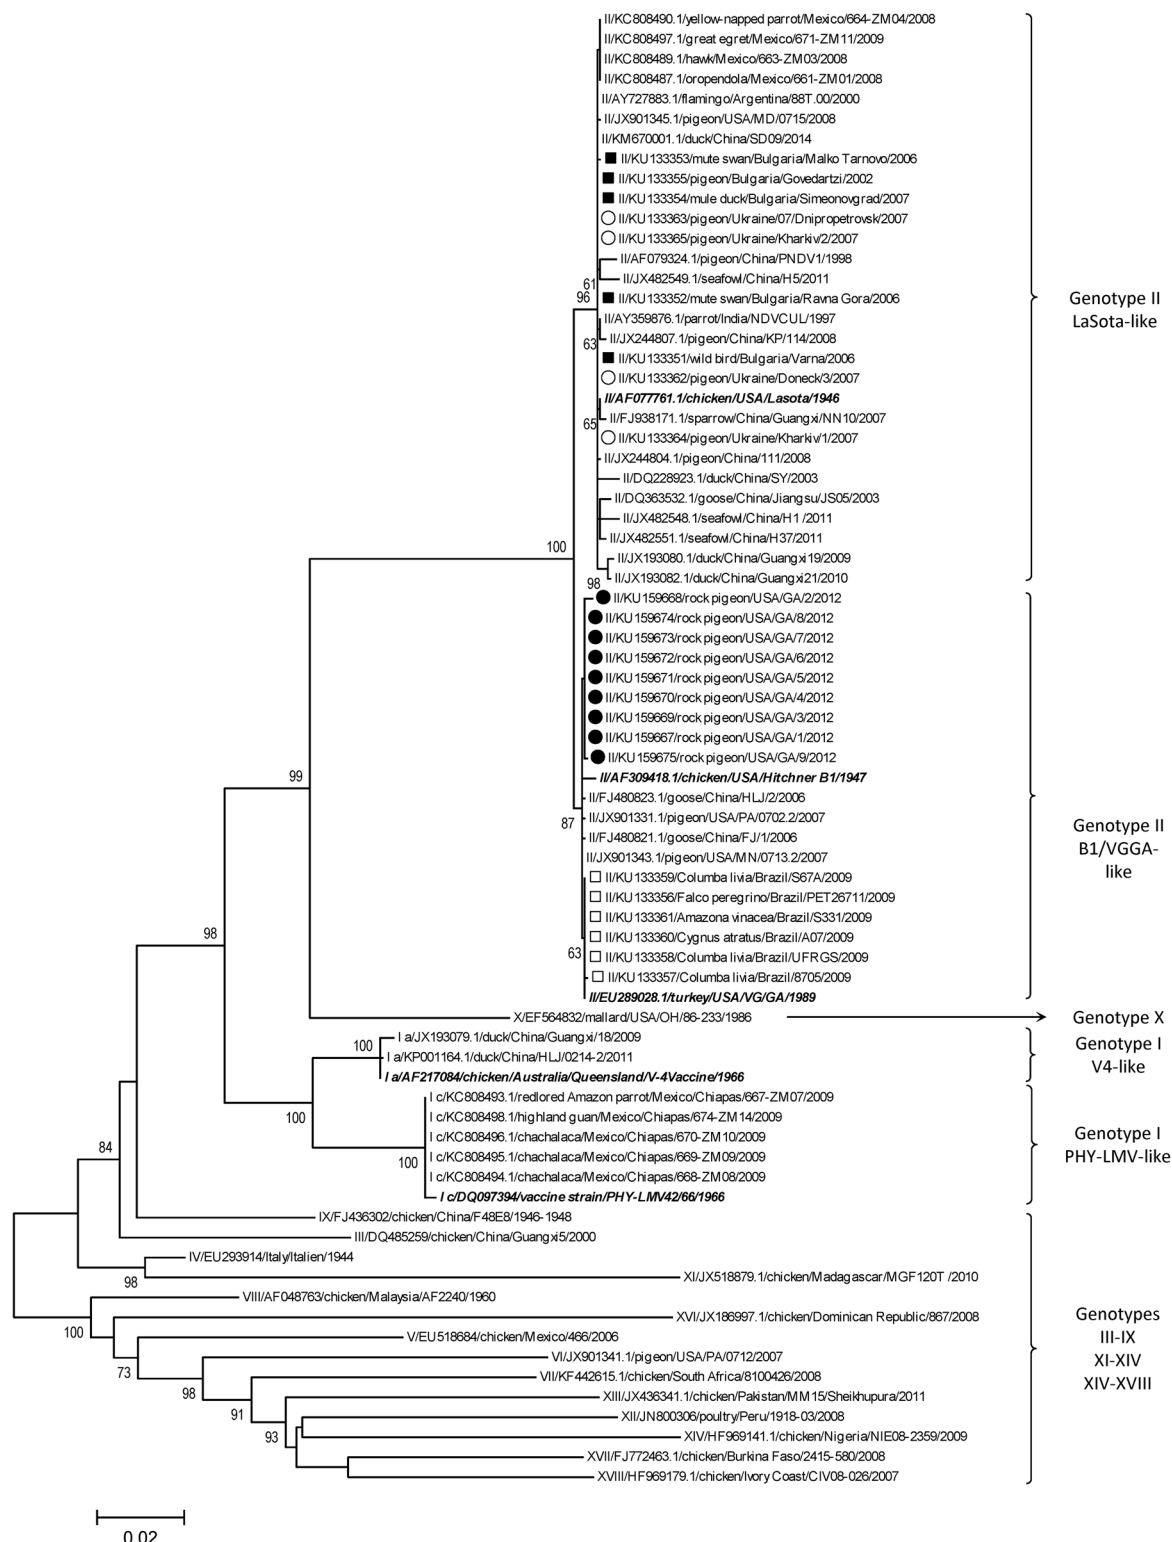 II/KC808490.1/yellow-napped parrot/Mexico/664-ZM04/2008
II/KC808497.1/great egret/Mexico/671-ZM11/2009
II/KC808489.1/hawk/Mexico/663-ZM03/2008
II/KC808487.1/oropendola/Mexico/661-ZM01/2008
II/AY727883.1/flamingo/Argentina/88T.00/2000
II/JX901345.1/pigeon/USA/MD/0715/2008
II/KM670001.1/duck/China/SD09/2014
II/KU133353/mute swan/Bulgaria/Malko Tarnovo/2006
II/KU133355/pigeon/Bulgaria/Govedartzi/2002
II/KU133354/mule duck/Bulgaria/Simeonovgrad/2007
II/KU133363/pigeon/Ukraine/07/Dnipropetrovsk/2007
II/KU133365/pigeon/Ukraine/Kharkiv/2/2007
II/AF079324.1/pigeon/China/PNDV1/1998
II/JX482549.1/seafowl/China/H5/2011
61
96
II/KU133352/mute swan/Bulgaria/Ravna Gora/2006
Genotype II
LaSota-like
II/AY359876.1/parrot/India/NDVCUL/1997
II/JX244807.1/pigeon/China/KP/114/2008
63
II/KU133351/wild bird/Bulgaria/Varna/2006
II/KU133362/pigeon/Ukraine/Doneck/3/2007
II/AF077761.1/chicken/USA/Lasota/1946
II/FJ938171.1/sparrow/China/Guangxi/NN10/2007
65
II/KU133364/pigeon/Ukraine/Kharkiv/1/2007
II/JX244804.1/pigeon/China/111/2008
II/DQ228923.1/duck/China/SY/2003
II/DQ363532.1/goose/China/Jiangsu/JS05/2003
II/JX482548.1/seafowl/China/H1/2011
II/JX482551.1/seafowl/China/H37/2011
100
II/JX193080.1/duck/China/Guangxi19/2009
II/JX193082.1/duck/China/Guangxi21/2010
98
II/KU159668/rock pigeon/USA/GA/2/2012
II/KU159674/rock pigeon/USA/GA/8/2012
II/KU159673/rock pigeon/USA/GA/7/2012
II/KU159672/rock pigeon/USA/GA/6/2012
II/KU159671/rock pigeon/USA/GA/5/2012
II/KU159670/rock pigeon/USA/GA/4/2012
II/KU159669/rock pigeon/USA/GA/3/2012
II/KU159667/rock pigeon/USA/GA/1/2012
II/KU159675/rock pigeon/USA/GA/9/2012
99
II/AF309418.1/chicken/USA/Hitchner B1/1947
II/FJ480823.1/goose/China/HLJ/2/2006
II/JX901331.1/pigeon/USA/PA/0702.2/2007
87
II/FJ480821.1/goose/China/FJ/1/2006
II/JX901343.1/pigeon/USA/MN/0713.2/2007
Genotype II
B1/VGGA-
like
II/KU133359/Columba livia/Brazil/S67A/2009
II/KU133356/Falco peregrino/Brazil/PET26711/2009
II/KU133361/Amazona vinacea/Brazil/S331/2009
98
II/KU133360/Cygnus atratus/Brazil/A07/2009
63
II/KU133358/Columba livia/Brazil/UFRGS/2009
II/KU133357/Columba livia/Brazil/8705/2009
II/EU289028.1/turkey/USA/VG/GA/1989
X/EF564832/mallard/USA/OH/86-233/1986
Genotype X
I a/JX193079.1/duck/China/Guangxi/18/2009
100
I a/KP001164.1/duck/China/HLJ/0214-2/2011
Genotype I
V4-like
I a/AF217084/chicken/Australia/Queensland/V-4Vaccine/1966
I c/KC808493.1/redlored Amazon parrot/Mexico/Chiapas/667-ZM07/2009
100
I c/KC808498.1/highland guan/Mexico/Chiapas/674-ZM14/2009
I c/KC808496.1/chachalaca/Mexico/Chiapas/670-ZM10/2009
84
Genotype I
PHY-LMV-like
I c/KC808495.1/chachalaca/Mexico/Chiapas/669-ZM09/2009
100
I c/KC808494.1/chachalaca/Mexico/Chiapas/668-ZM08/2009
I c/DQ097394/vaccine strain/PHY-LMV42/66/1966
IX/FJ436302/chicken/China/F48E8/1946-1948
III/DQ485259/chicken/China/Guangxi5/2000
IV/EU293914/Italy/Italien/1944
98
XI/JX518879.1/chicken/Madagascar/MGF120T /2010
VIII/AF048763/chicken/Malaysia/AF2240/1960
XVI/JX186997.1/chicken/Dominican Republic/867/2008
100
V/EU518684/chicken/Mexico/466/2006
Genotypes
III-IX
XI-XIV
XIV-XVIII
VI/JX901341.1/pigeon/USA/PA/0712/2007
73
VII/KF442615.1/chicken/South Africa/8100426/2008
98
XIII/JX436341.1/chicken/Pakistan/MM15/Sheikhupura/2011
91
XII/JN800306/poultry/Peru/1918-03/2008
93
XIV/HF969141.1/chicken/Nigeria/NIE08-2359/2009
XVII/FJ772463.1/chicken/Burkina Faso/2415-580/2008
XVIII/HF969179.1/chicken/Ivory Coast/CIV08-026/2007
0.02